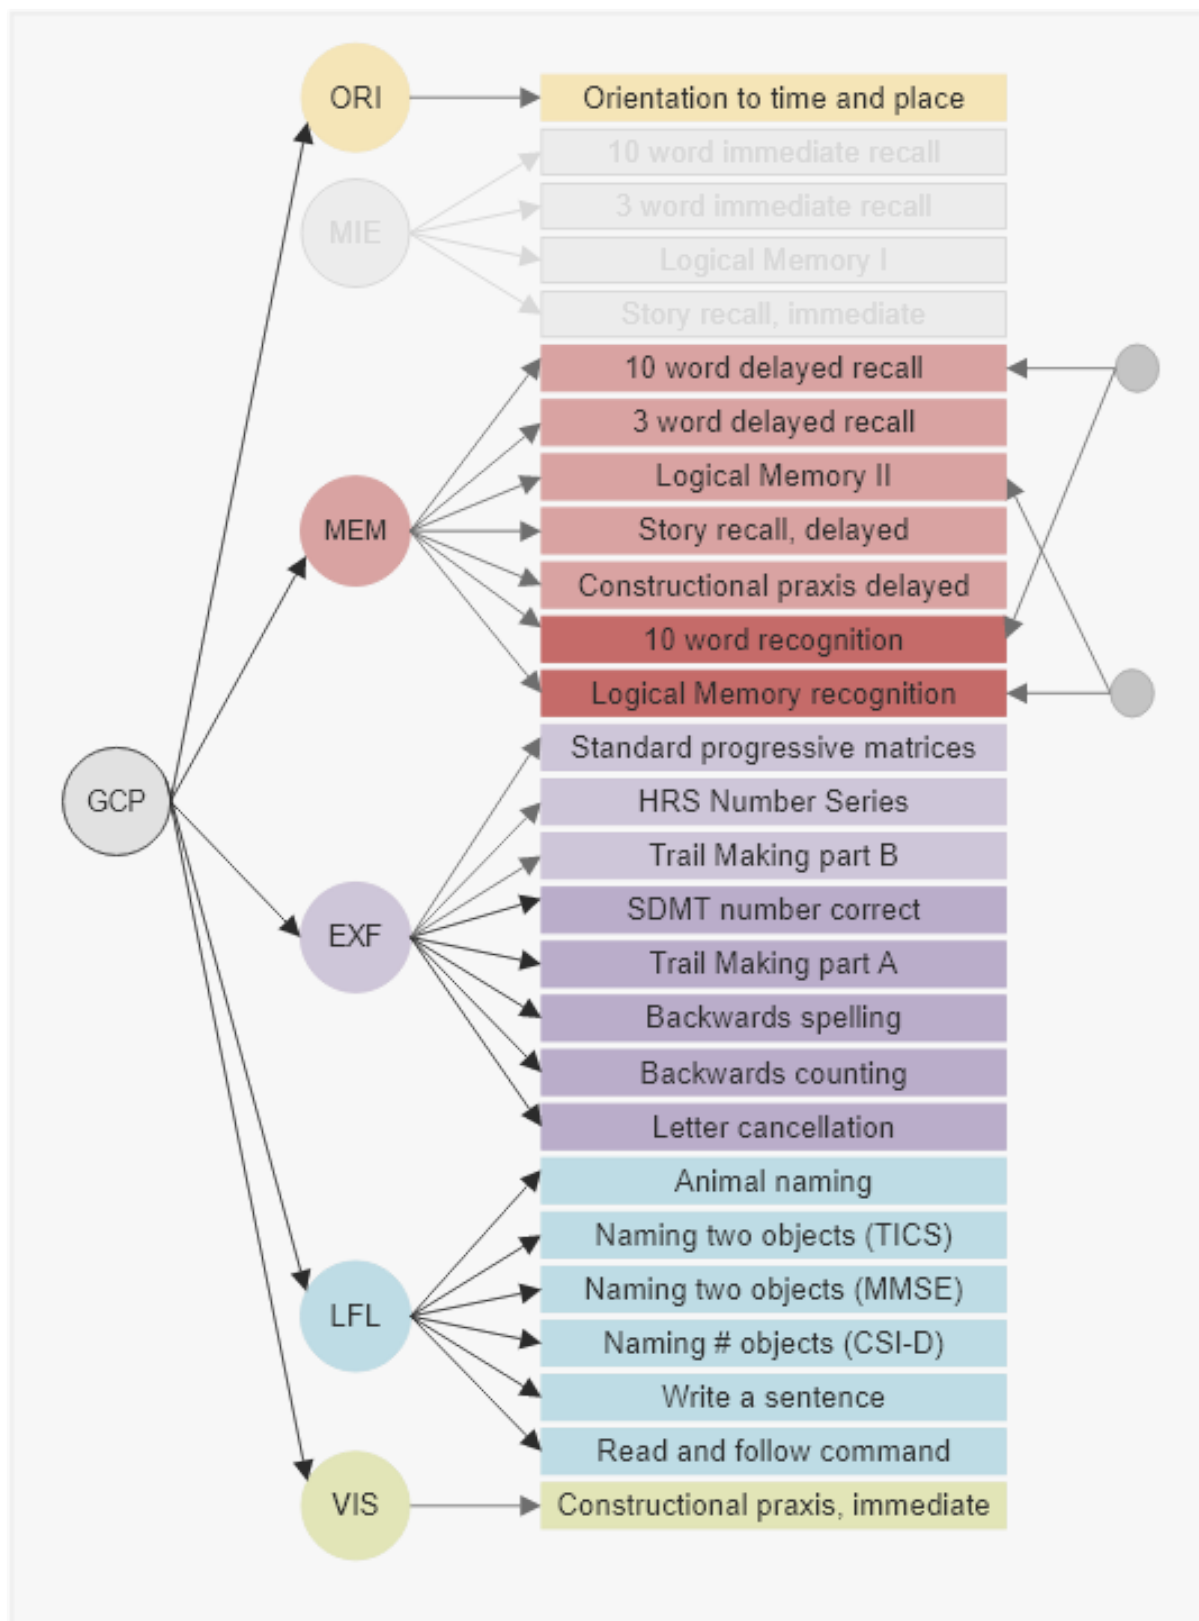 ORI
Orientation to time and place
MIE
10 word immediate recall
3 word immediate recall
Logical Memory I
Story recall, immediate
MEM
10 word delayed recall
3 word delayed recall
Logical Memory II
Story recall, delayed
Constructional praxis delayed
10 word recognition
Logical Memory recognition
GCP
EXF
Standard progressive matrices
HRS Number Series
Trail Making part B
SDMT number correct
Trail Making part A
Backwards spelling
Backwards counting
Letter cancellation
LFL
Animal naming
Naming two objects (TICS)
Naming two objects (MMSE)
Naming # objects (CSI-D)
Write a sentence
Read and follow command
VIS
Constructional praxis, immediate